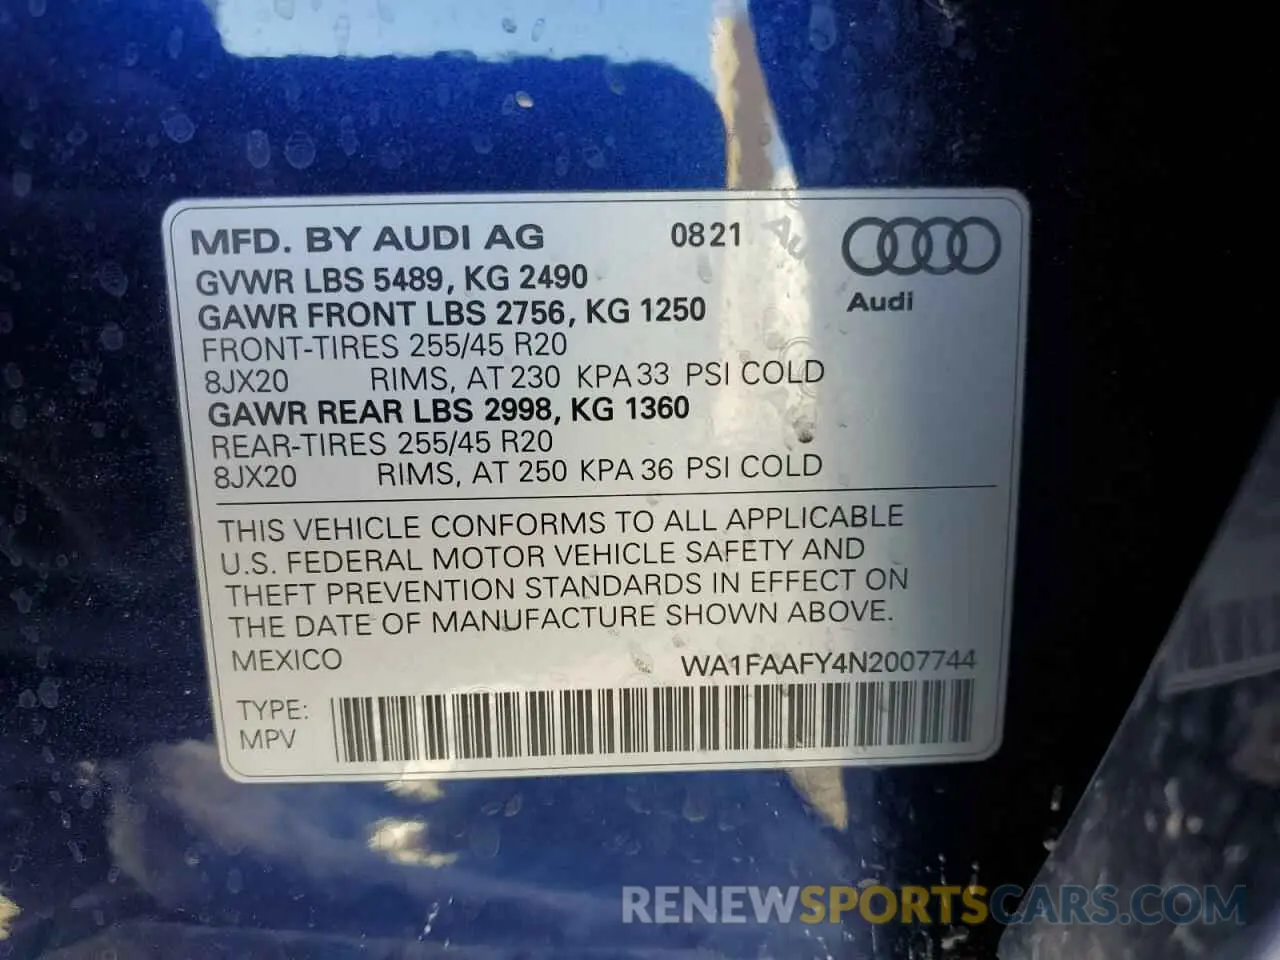 MFD. BY AUDI AG 0821
GVWR LBS 5489, KG 2490
GAWR FRONT LBS 2756, KG 1250
Audi
FRONT-TIRES 255/45 R20
8JX20 RIMS, AT 230 KPA 33 PSI COLD
GAWR REAR LBS 2998, KG 1360
REAR-TIRES 255/45 R20
8JX20 RIMS, AT 250 KPA 36 PSI COLD
THIS VEHICLE CONFORMS TO ALL APPLICABLE
U.S. FEDERAL MOTOR VEHICLE SAFETY AND
THEFT PREVENTION STANDARDS IN EFFECT ON
THE DATE OF MANUFACTURE SHOWN ABOVE.
MEXICO WA1FAAFY4N2007744
TYPE:
MPV
RENEWSPORTSCARS.COM